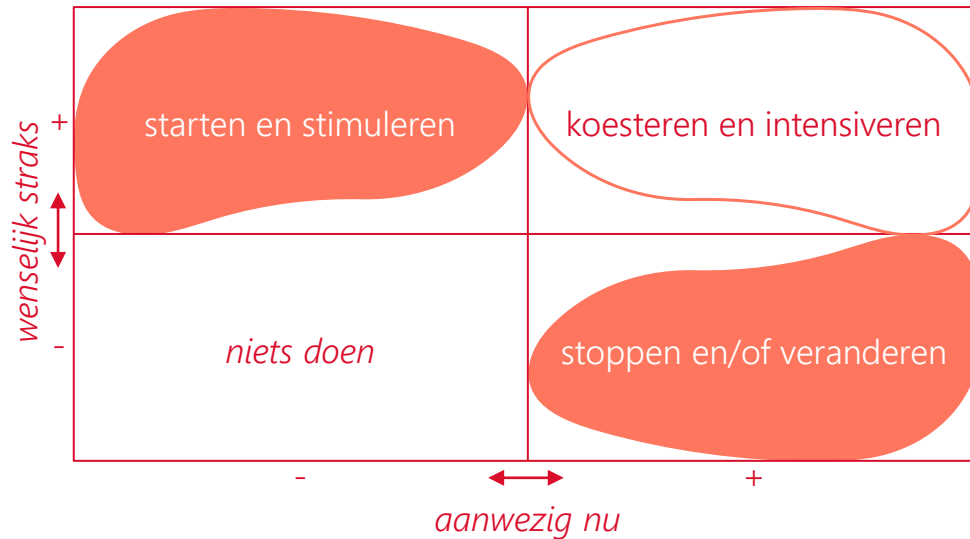 starten en stimuleren
koesteren en intensiveren
+
wenselijk straks
-
niets doen
stoppen en/of veranderen
-
+
aanwezig nu